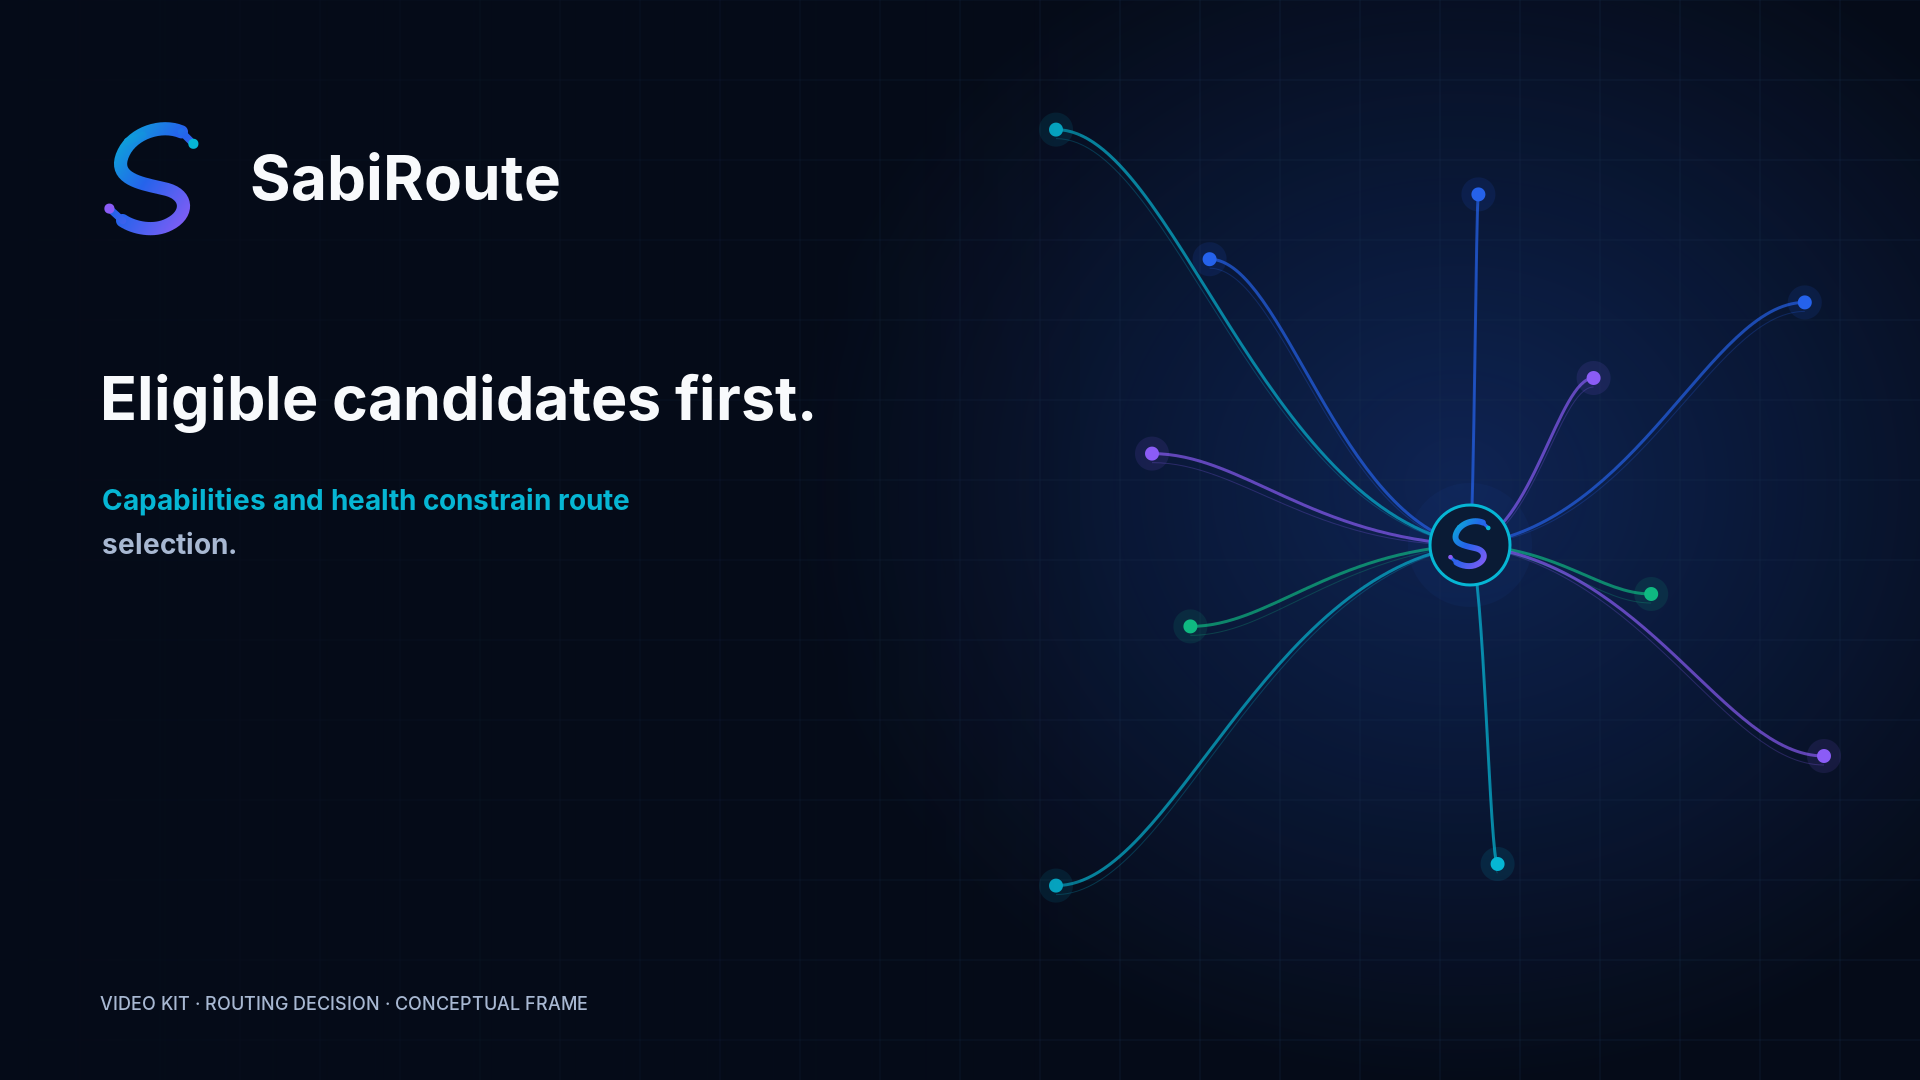 SabiRoute
Eligible candidates first.
Capabilities and health constrain route
selection.
VIDEO KIT · ROUTING DECISION · CONCEPTUAL FRAME